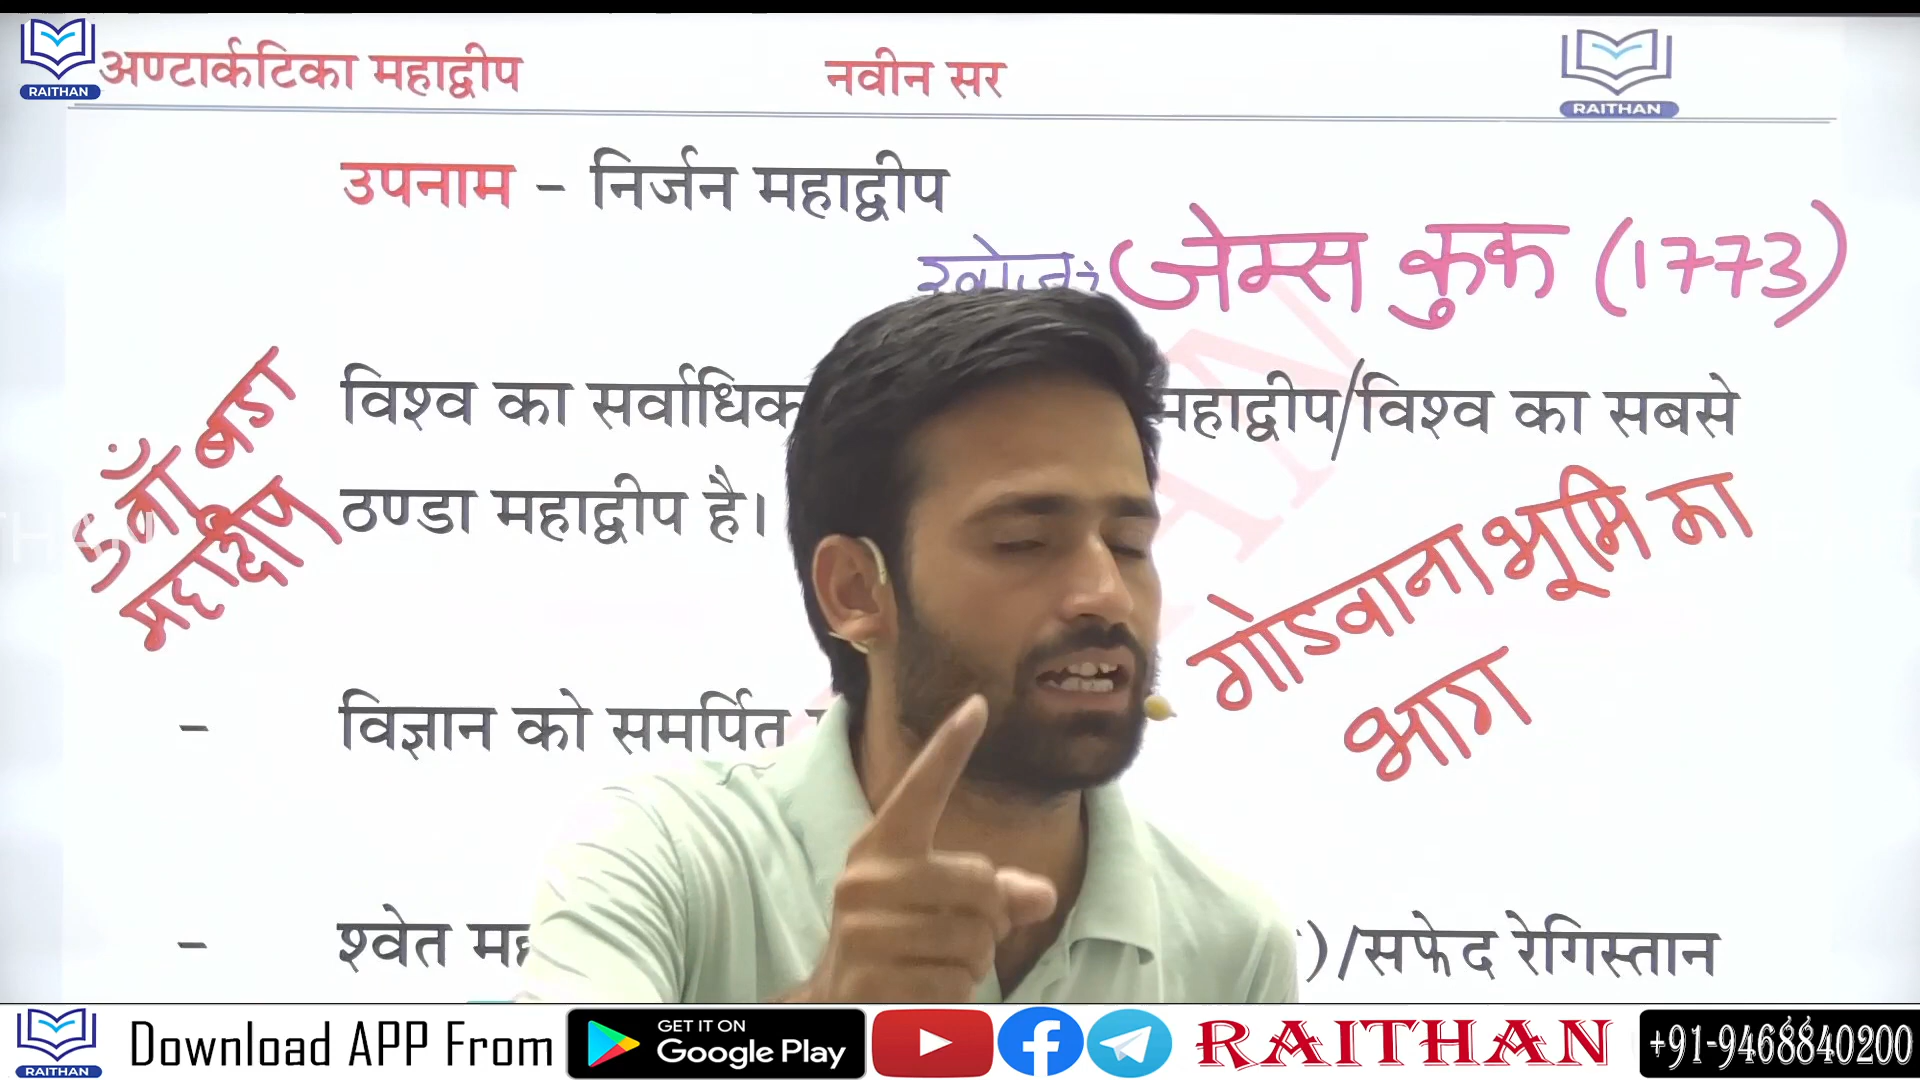 RAITHAN
अण्टार्कटिका महाद्वीप
नवीन सर
RAITHAN
उपनाम - निर्जन महाद्वीप
खोज → जेम्स कुक (1773)
विश्व का सर्वाधिक महाद्वीप/विश्व का सबसे
ठण्डा महाद्वीप है।
5 वाँ बडा
महाद्वीप
गोडवाना भूमि का
भाग
- विज्ञान को समर्पित
- श्वेत )/सफेद रेगिस्तान
RAITHAN
Download APP From
GET IT ON
Google Play
RAITHAN
+91-9468840200